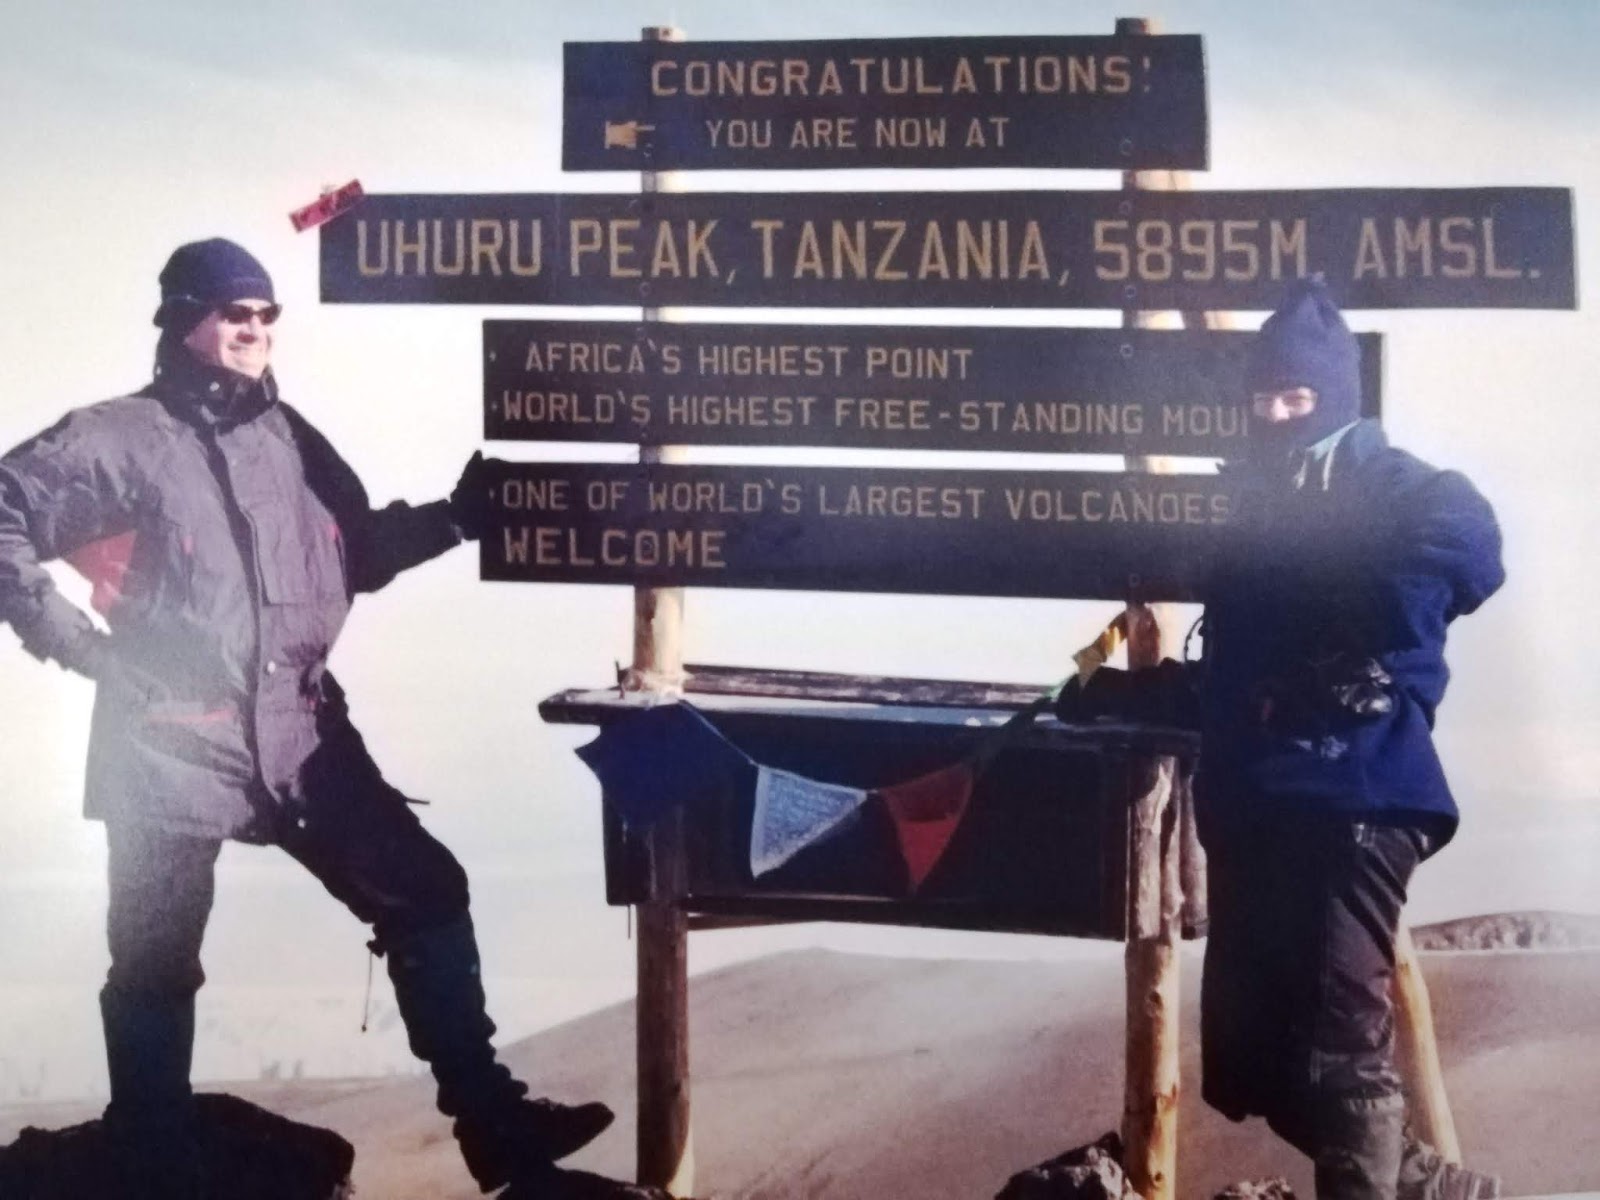 CONGRATULATIONS!
YOU ARE NOW AT
UHURU PEAK, TANZANIA, 5895M AMSL.
· AFRICA`S HIGHEST POINT
·WORLD`S HIGHEST FREE-STANDING
·ONE OF WORLD`S LARGEST VOLCANOES
WELCOME